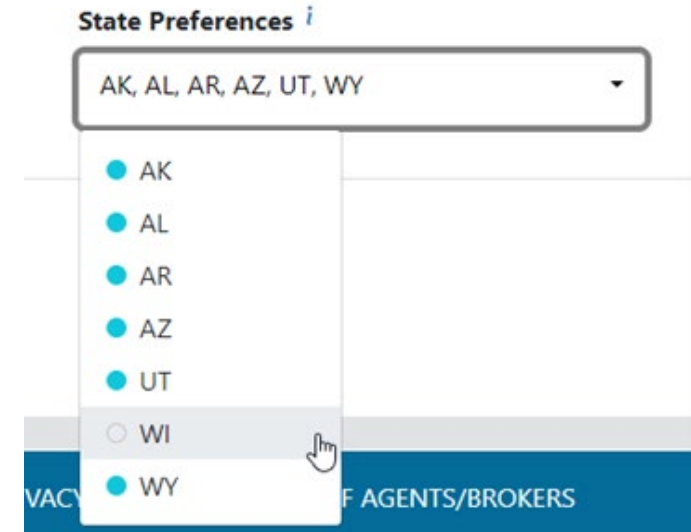 State Preferences i
AK, AL, AR, AZ, UT, WY
AK
AL
AR
AZ
UT
WI
WY
VACY F AGENTS/BROKERS